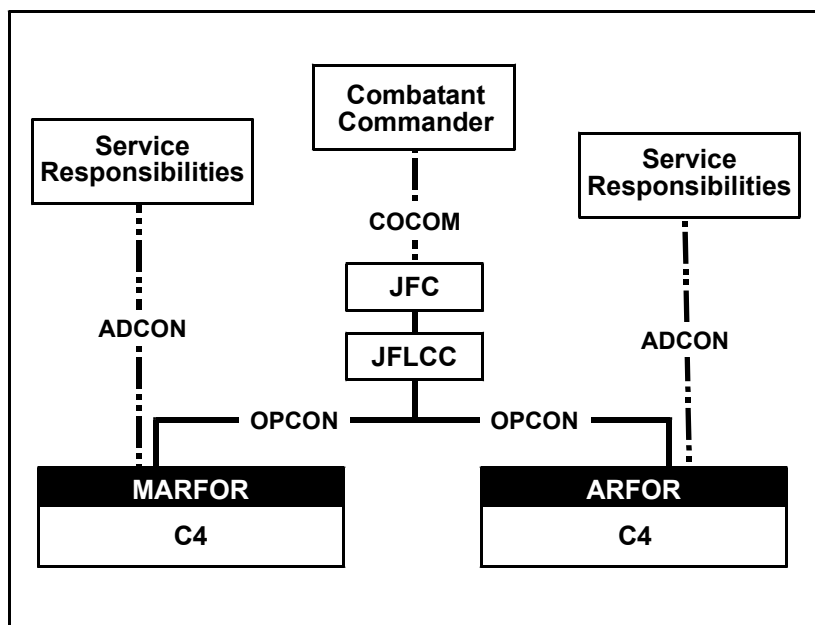 Combatant
Commander
Service
Responsibilities
Service
Responsibilities
COCOM
JFC
ADCON
ADCON
JFLCC
OPCON
OPCON
MARFOR
ARFOR
C4
C4